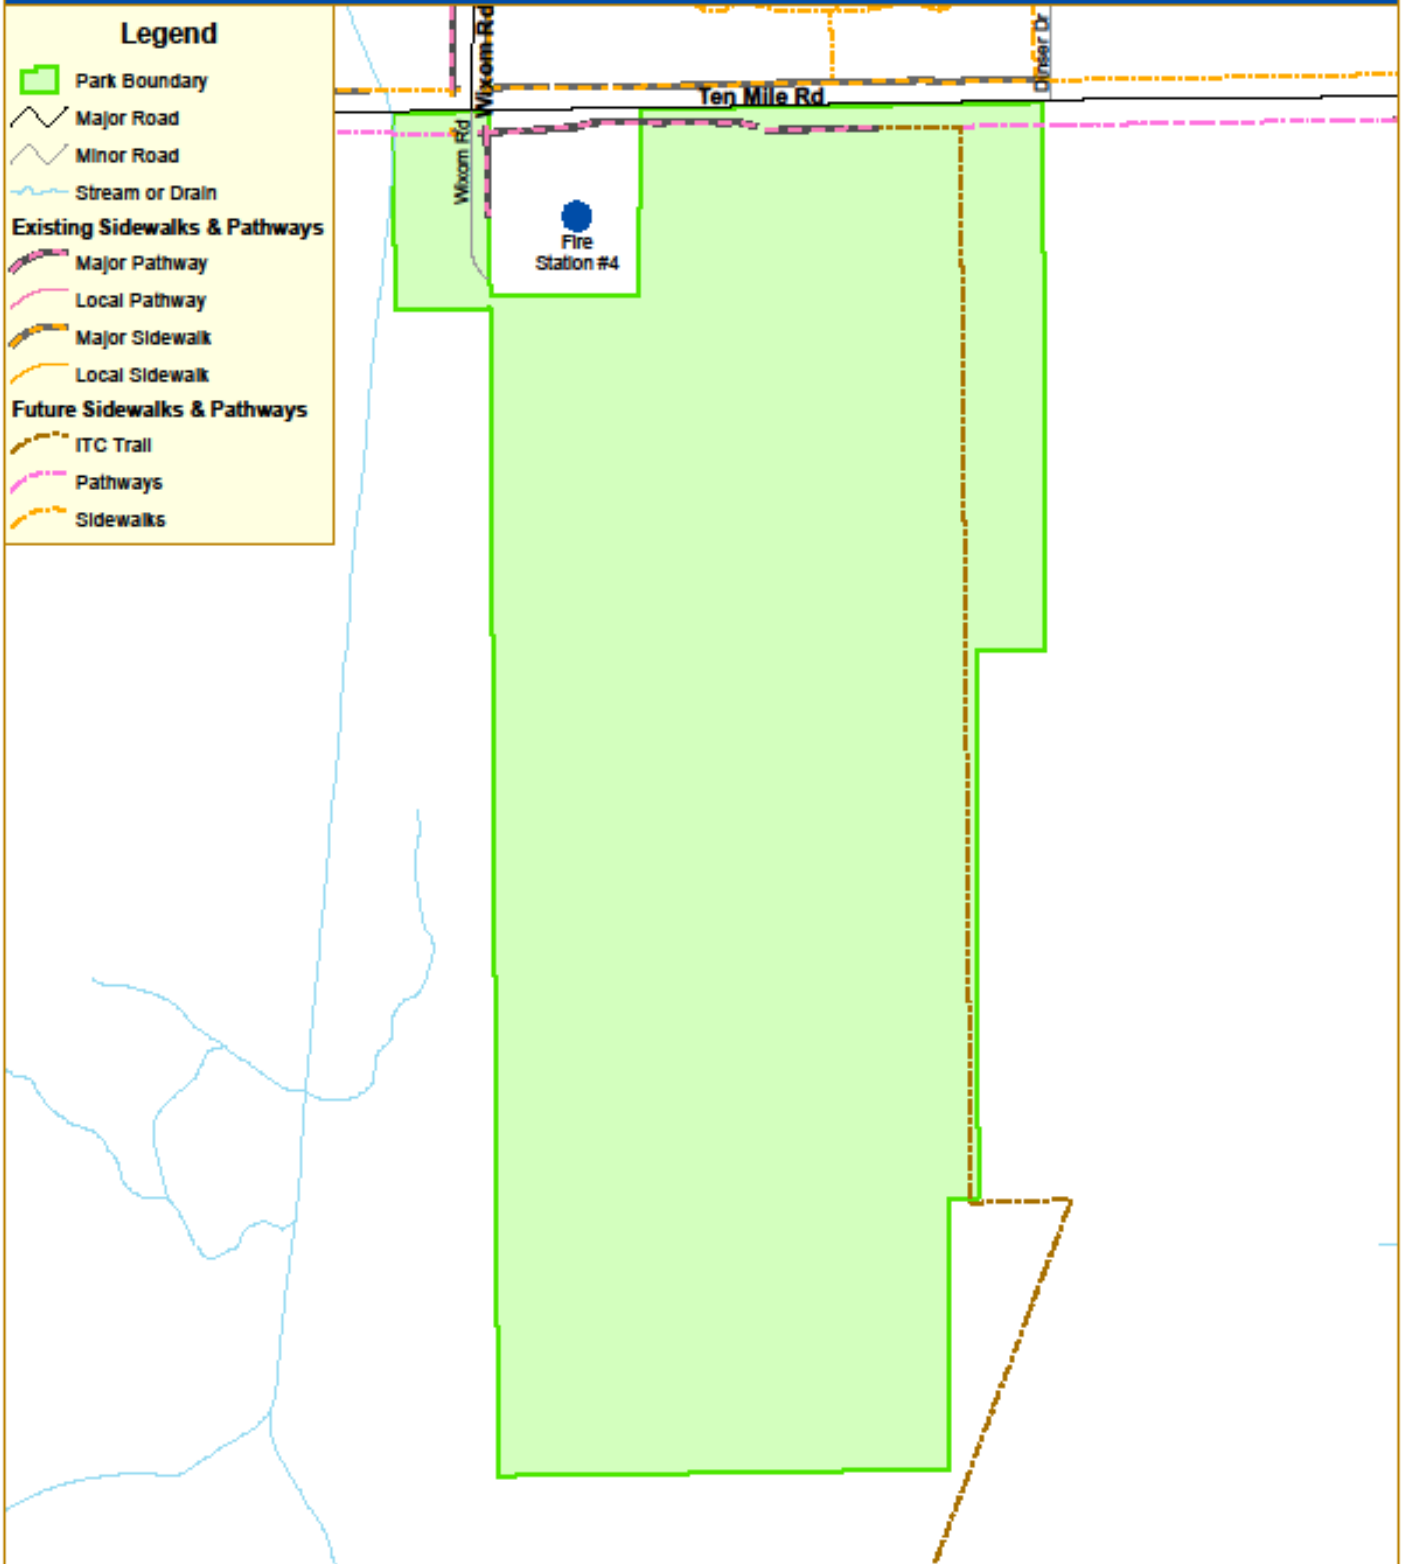 Legend
Park Boundary
Major Road
Minor Road
Stream or Drain
Existing Sidewalks & Pathways
Major Pathway
Local Pathway
Major Sidewalk
Local Sidewalk
Future Sidewalks & Pathways
ITC Trail
Pathways
Sidewalks
Wixom Rd
Ten Mile Rd
Dinser Dr
Wixom Rd
Fire
Station #4